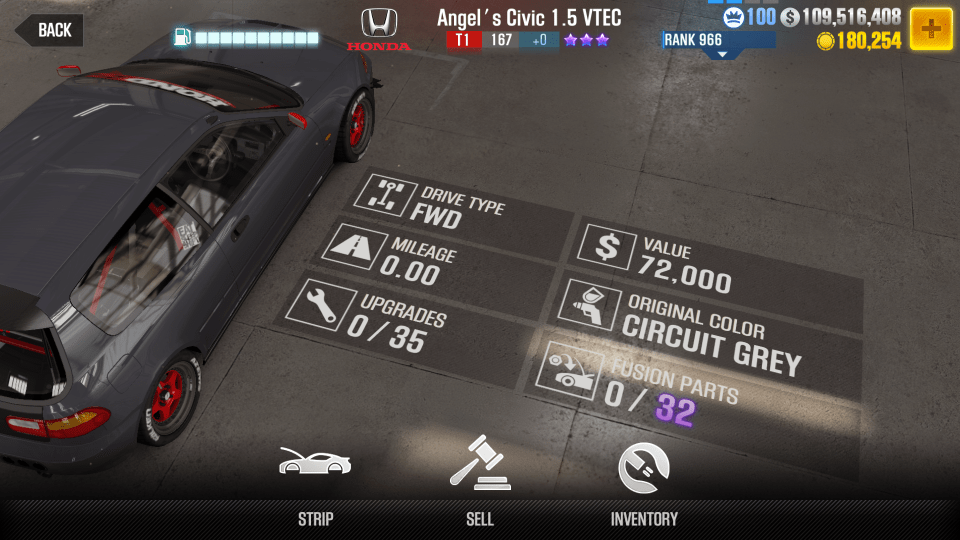 BACK
HONDA
Angel's Civic 1.5 VTEC
T1 167 +0
100 $ 109,516,408
RANK 966
180,254
+
HONDA
DRIVE TYPE
FWD
MILEAGE
0.00
UPGRADES
0 / 35
$
VALUE
72,000
ORIGINAL COLOR
CIRCUIT GREY
FUSION PARTS
0 / 32
STRIP
SELL
INVENTORY